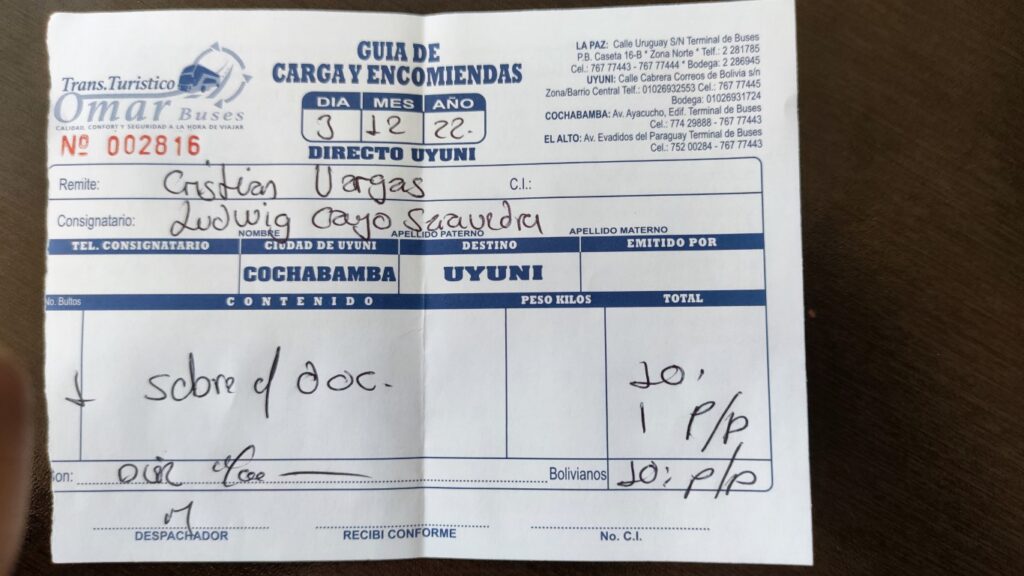 Trans.Turistico
Omar Buses
CALIDAD, CONFORT Y SEGURIDAD A LA HORA DE VIAJAR
Nº 002816
GUIA DE
CARGA Y ENCOMIENDAS
DIA MES AÑO
3 12 22.
DIRECTO UYUNI
LA PAZ: Calle Uruguay S/N Terminal de Buses
P.B. Caseta 16-B * Zona Norte * Telf.: 2 281785
Cel.: 767 77443 - 767 77444 * Bodega: 2 286945
UYUNI: Calle Cabrera Correos de Bolivia s/n
Zona/Barrio Central Telf.: 01026932553 Cel.: 767 77445
Bodega: 01026931724
COCHABAMBA: Av. Ayacucho, Edif. Terminal de Buses
Cel.: 774 29888 - 767 77443
EL ALTO: Av. Evadidos del Paraguay Terminal de Buses
Cel.: 752 00284 - 767 77443
Remite: Cristian Vargas C.I.:
Consignatario: Ludwig Cayo Saavedra
NOMBRE APELLIDO PATERNO APELLIDO MATERNO
TEL. CONSIGNATARIO CIUDAD DE UYUNI DESTINO EMITIDO POR
COCHABAMBA UYUNI
No. Bultos CONTENIDO PESO KILOS TOTAL
1 sobre c/ doc. 10.
1 P/P
on: Bolivianos 10: P/P
DESPACHADOR RECIBI CONFORME No. C.I.